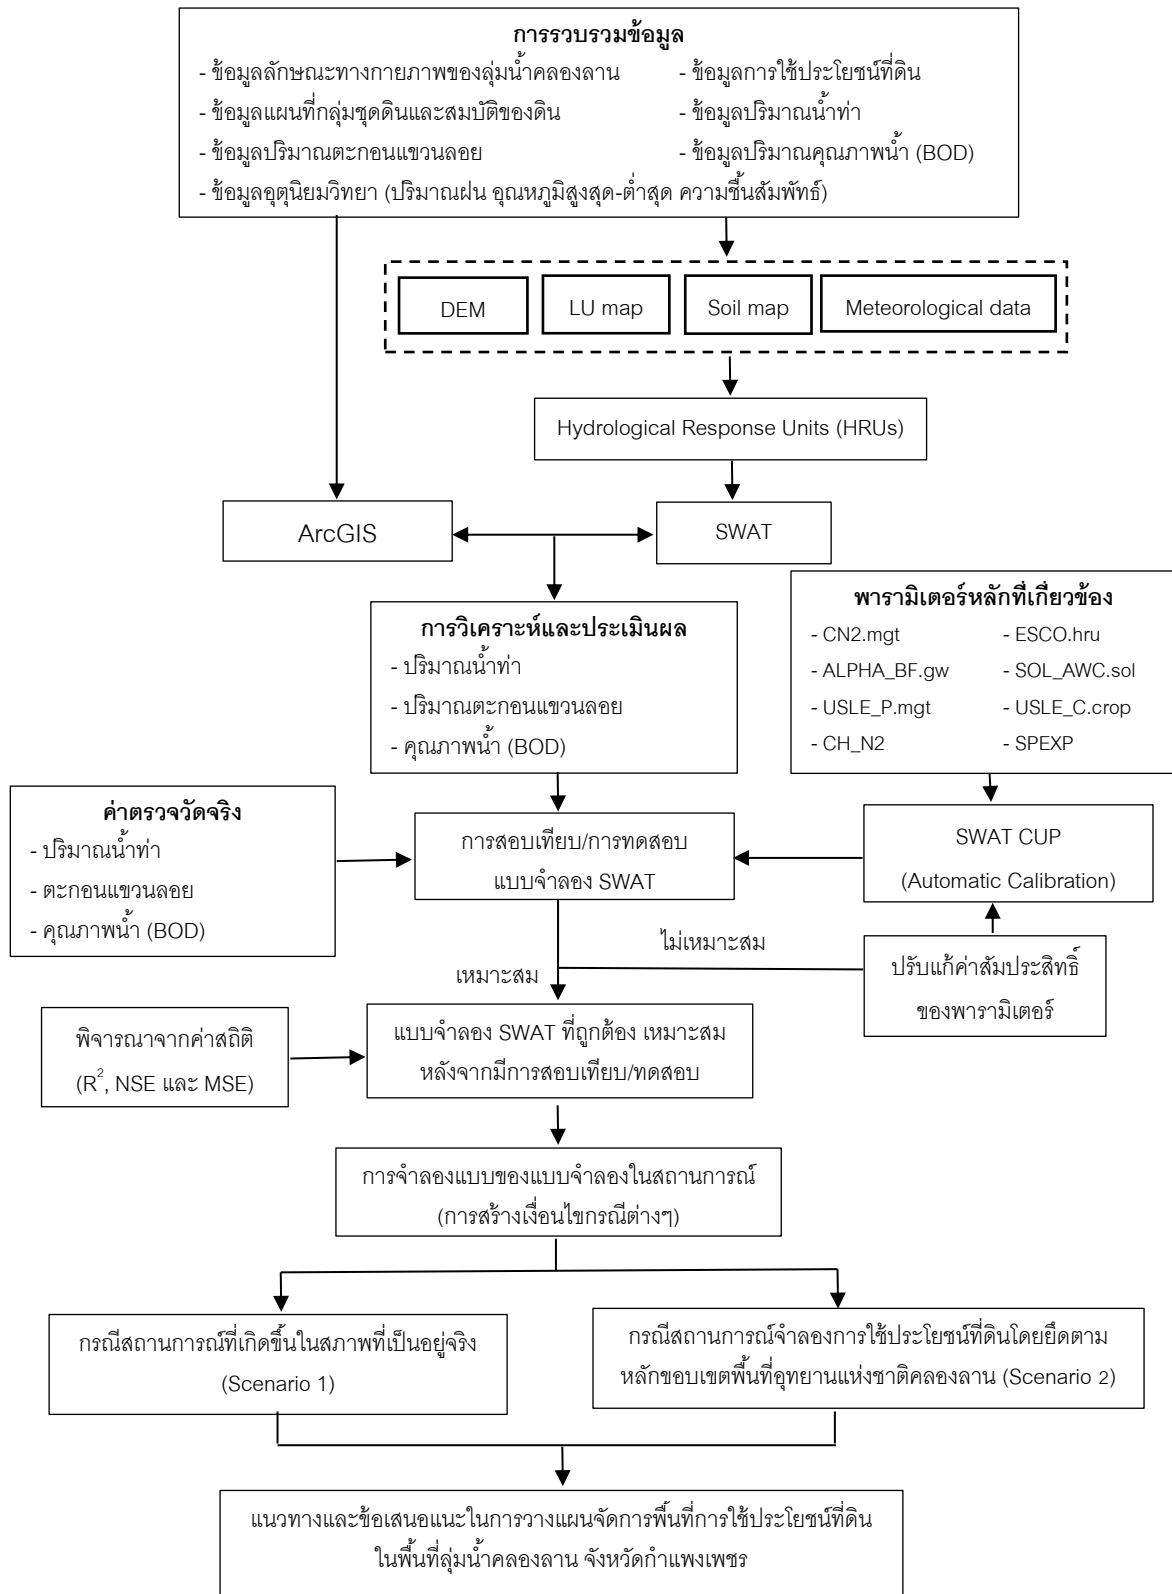 การรวบรวมข้อมูล
- ข้อมูลลักษณะทางกายภาพของลุ่มน้ำคลองลาน
- ข้อมูลการใช้ประโยชน์ที่ดิน
- ข้อมูลแผนที่กลุ่มชุดดินและสมบัติของดิน
- ข้อมูลปริมาณน้ำท่า
- ข้อมูลปริมาณตะกอนแขวนลอย
- ข้อมูลปริมาณคุณภาพน้ำ (BOD)
- ข้อมูลอุตุนิยมวิทยา (ปริมาณฝน อุณหภูมิสูงสุด-ต่ำสุด ความชื้นสัมพัทธ์)
DEM
LU map
Soil map
Meteorological data
Hydrological Response Units (HRUs)
ArcGIS
SWAT
การวิเคราะห์และประเมินผล
- ปริมาณน้ำท่า
- ปริมาณตะกอนแขวนลอย
- คุณภาพน้ำ (BOD)
พารามิเตอร์หลักที่เกี่ยวข้อง
- CN2.mgt
- ESCO.hru
- ALPHA_BF.gw
- SOL_AWC.sol
- USLE_P.mgt
- USLE_C.crop
- CH_N2
- SPEXP
ค่าตรวจวัดจริง
- ปริมาณน้ำท่า
- ตะกอนแขวนลอย
- คุณภาพน้ำ (BOD)
การสอบเทียบ/การทดสอบ
แบบจำลอง SWAT
SWAT CUP
(Automatic Calibration)
ไม่เหมาะสม
เหมาะสม
ปรับแก้ค่าสัมประสิทธิ์
ของพารามิเตอร์
พิจารณาจากค่าสถิติ
(R², NSE และ MSE)
แบบจำลอง SWAT ที่ถูกต้อง เหมาะสม
หลังจากมีการสอบเทียบ/ทดสอบ
การจำลองแบบของแบบจำลองในสถานการณ์
(การสร้างเงื่อนไขกรณีต่างๆ)
กรณีสถานการณ์ที่เกิดขึ้นในสภาพที่เป็นอยู่จริง
(Scenario 1)
กรณีสถานการณ์จำลองการใช้ประโยชน์ที่ดินโดยยึดตาม
หลักขอบเขตพื้นที่อุทยานแห่งชาติคลองลาน (Scenario 2)
แนวทางและข้อเสนอแนะในการวางแผนจัดการพื้นที่การใช้ประโยชน์ที่ดิน
ในพื้นที่ลุ่มน้ำคลองลาน จังหวัดกำแพงเพชร